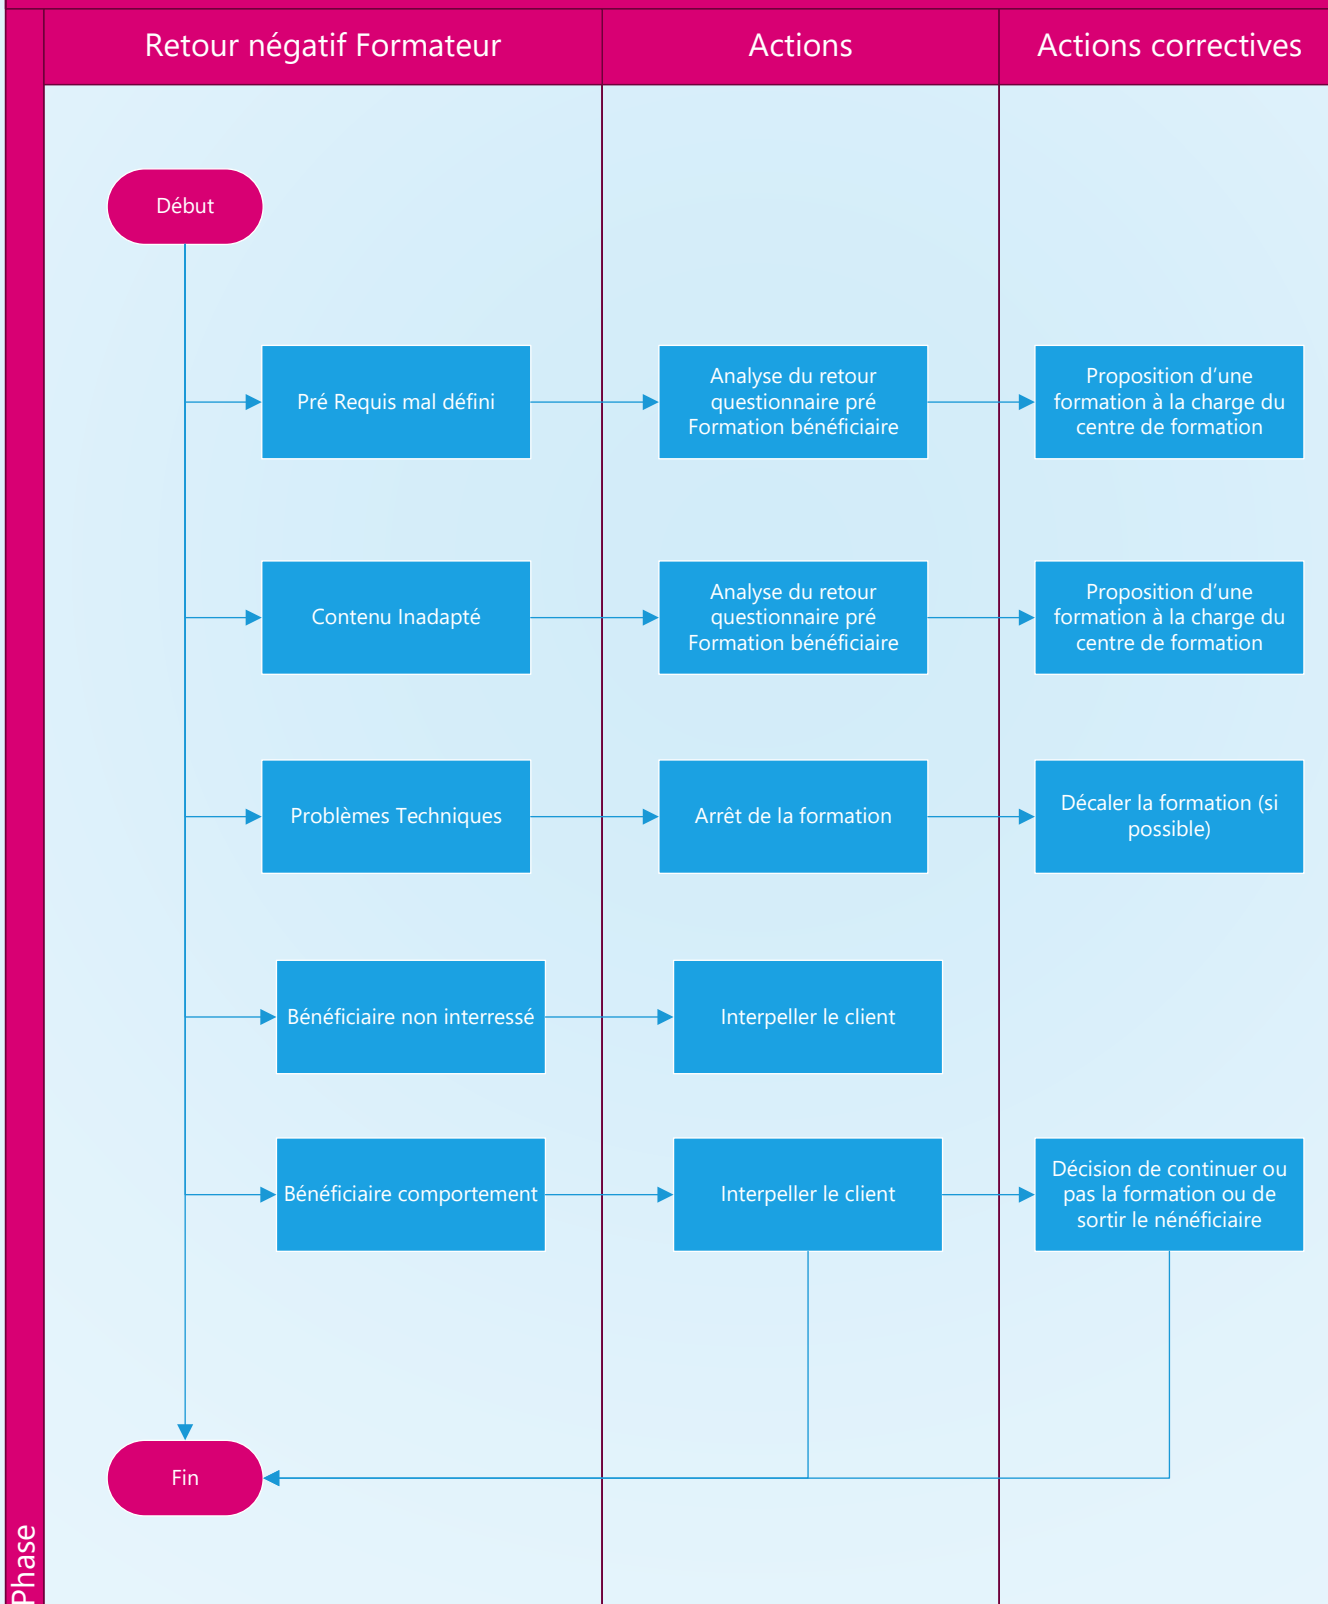 Retour négatif Formateur
Actions
Actions correctives
Début
Pré Requis mal défini
Analyse du retour
questionnaire pré
Formation bénéficiaire
Proposition d’une
formation à la charge du
centre de formation
Contenu Inadapté
Analyse du retour
questionnaire pré
Formation bénéficiaire
Proposition d’une
formation à la charge du
centre de formation
Problèmes Techniques
Arrêt de la formation
Décaler la formation (si
possible)
Bénéficiaire non interressé
Interpeller le client
Bénéficiaire comportement
Interpeller le client
Décision de continuer ou
pas la formation ou de
sortir le nénéficiaire
Fin
Phase